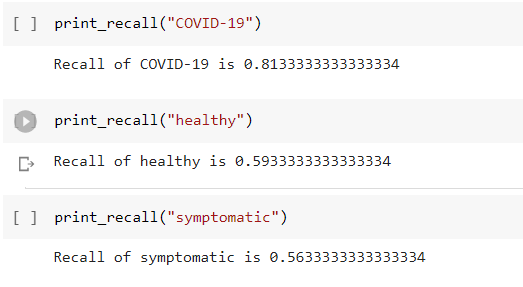 [ ] print_recall("COVID-19")
Recall of COVID-19 is 0.8133333333333334
print_recall("healthy")
Recall of healthy is 0.5933333333333334
[ ] print_recall("symptomatic")
Recall of symptomatic is 0.5633333333333334